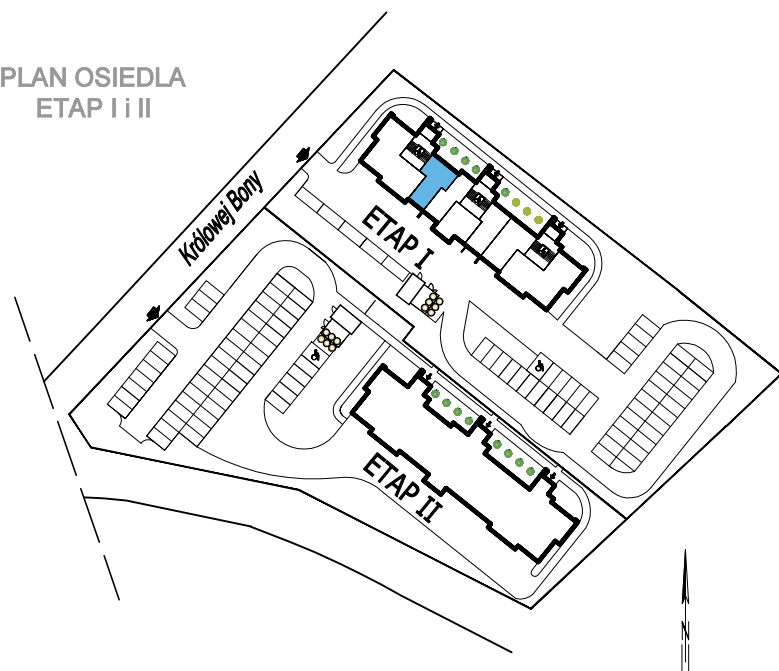 PLAN OSIEDLA
ETAP I i II
Królowej Bony
ETAP I
ETAP II
N